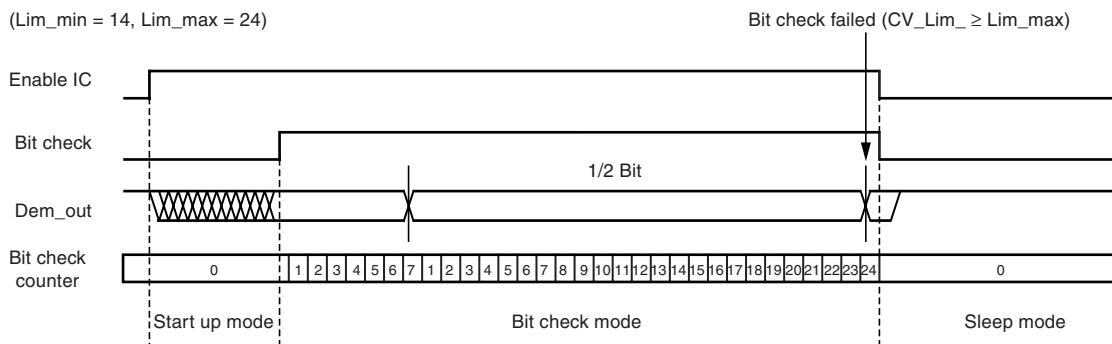 (Lim_min = 14, Lim_max = 24)
Bit check failed (CV_Lim_ ≥ Lim_max)
Enable IC
Bit check
1/2 Bit
Dem_out
Bit check
counter
0 1 2 3 4 5 6 7 1 2 3 4 5 6 7 8 9 10 11 12 13 14 15 16 17 18 19 20 21 22 23 24 0
Start up mode Bit check mode Sleep mode